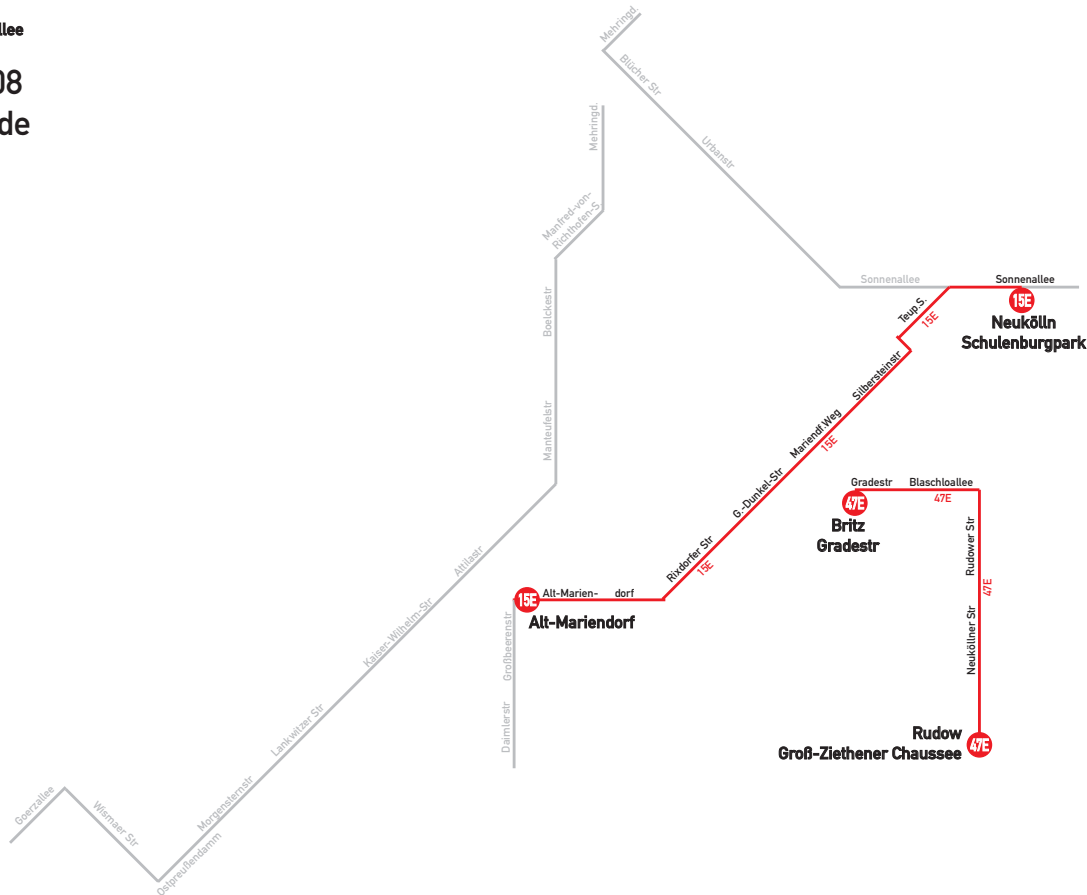 llee
08
de
Mehringd.
Blücher Str
Urbanstr
Mehringd.
Manfred-von-
Richthofen-S.
Boelckestr
Manteufelstr
Attilastr
Kaiser-Wilhelm-Str
Lankwitzer Str
Morgensternstr
Ostpreußendamm
Wismaer Str
Goerzallee
Sonnenallee
Sonnenallee
15E
Neukölln
Schulenburgpark
Teup.S.
15E
Silbersteinstr
Mariendf.Weg
15E
G.-Dunkel-Str
Rixdorfer Str
15E
15E
Alt-Marien- dorf
Alt-Mariendorf
Großbeerenstr
Daimlerstr
Gradestr Blaschloallee
47E
47E
Britz
Gradestr
Rudower Str
47E
Neuköllner Str
Rudow
Groß-Ziethener Chaussee
47E